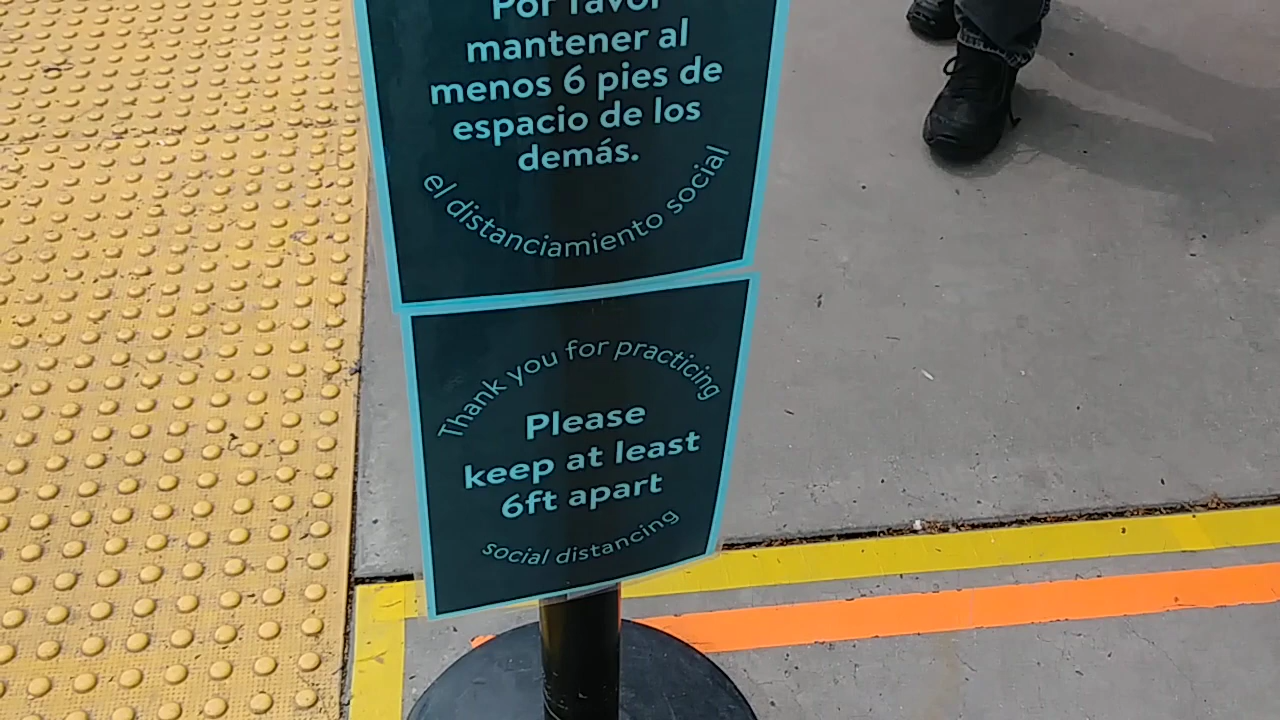 Por favor
mantener al
menos 6 pies de
espacio de los
demás.
el distanciamiento social
Thank you for practicing
Please
keep at least
6ft apart
social distancing